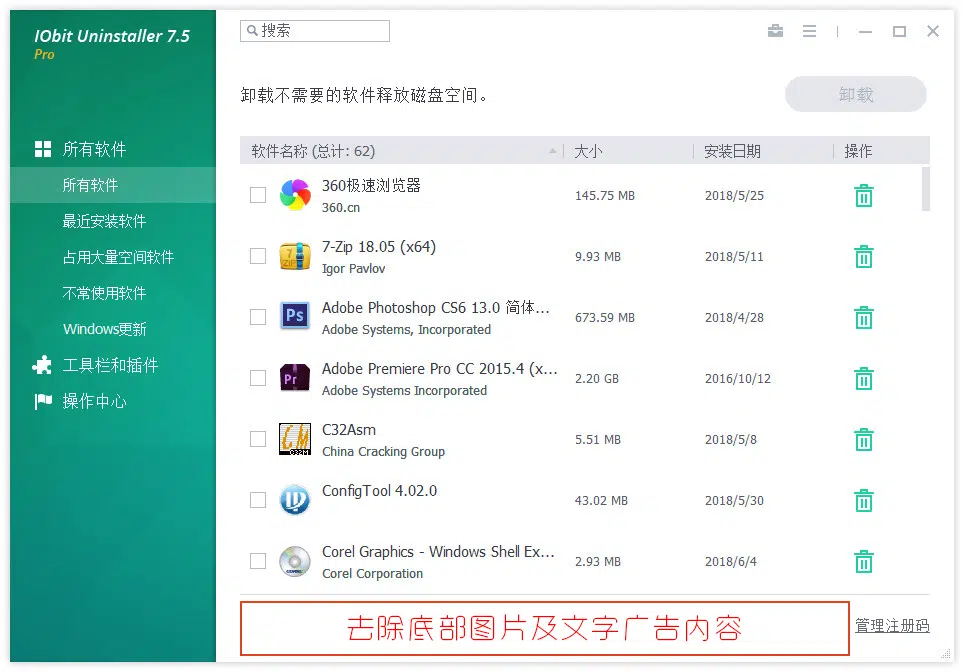 IObit Uninstaller 7.5
Pro
搜索
卸载不需要的软件释放磁盘空间。
卸载
所有软件
所有软件
最近安装软件
占用大量空间软件
不常使用软件
Windows更新
工具栏和插件
操作中心
软件名称 (总计: 62) 大小 安装日期 操作
360极速浏览器
360.cn
145.75 MB 2018/5/25
7-Zip 18.05 (x64)
Igor Pavlov
9.93 MB 2018/5/11
Ps
Adobe Photoshop CS6 13.0 简体...
Adobe Systems, Incorporated
673.59 MB 2018/4/28
Pr
Adobe Premiere Pro CC 2015.4 (x...
Adobe Systems Incorporated
2.20 GB 2016/10/12
C32Asm
China Cracking Group
5.51 MB 2018/5/8
ConfigTool 4.02.0
43.02 MB 2018/5/30
Corel Graphics - Windows Shell Ex...
Corel Corporation
2.93 MB 2018/6/4
去除底部图片及文字广告内容
管理注册码